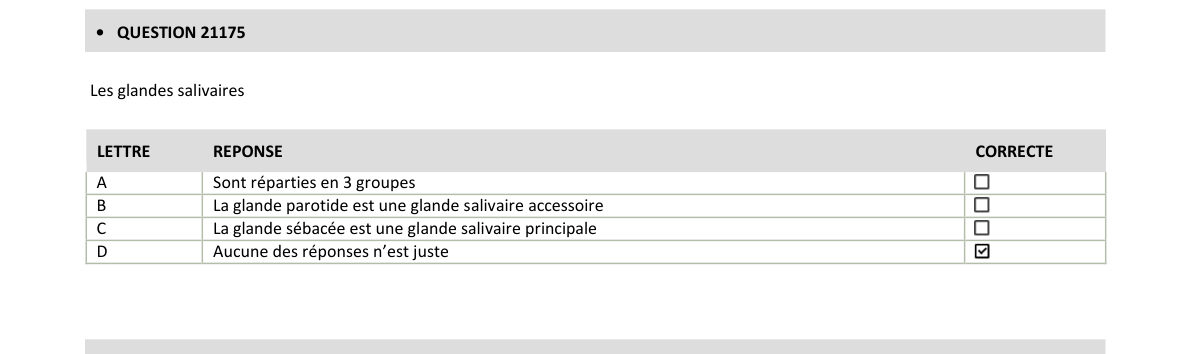 • QUESTION 21175
Les glandes salivaires
LETTRE REPONSE CORRECTE
A Sont réparties en 3 groupes ☐
B La glande parotide est une glande salivaire accessoire ☐
C La glande sébacée est une glande salivaire principale ☐
D Aucune des réponses n’est juste ☑